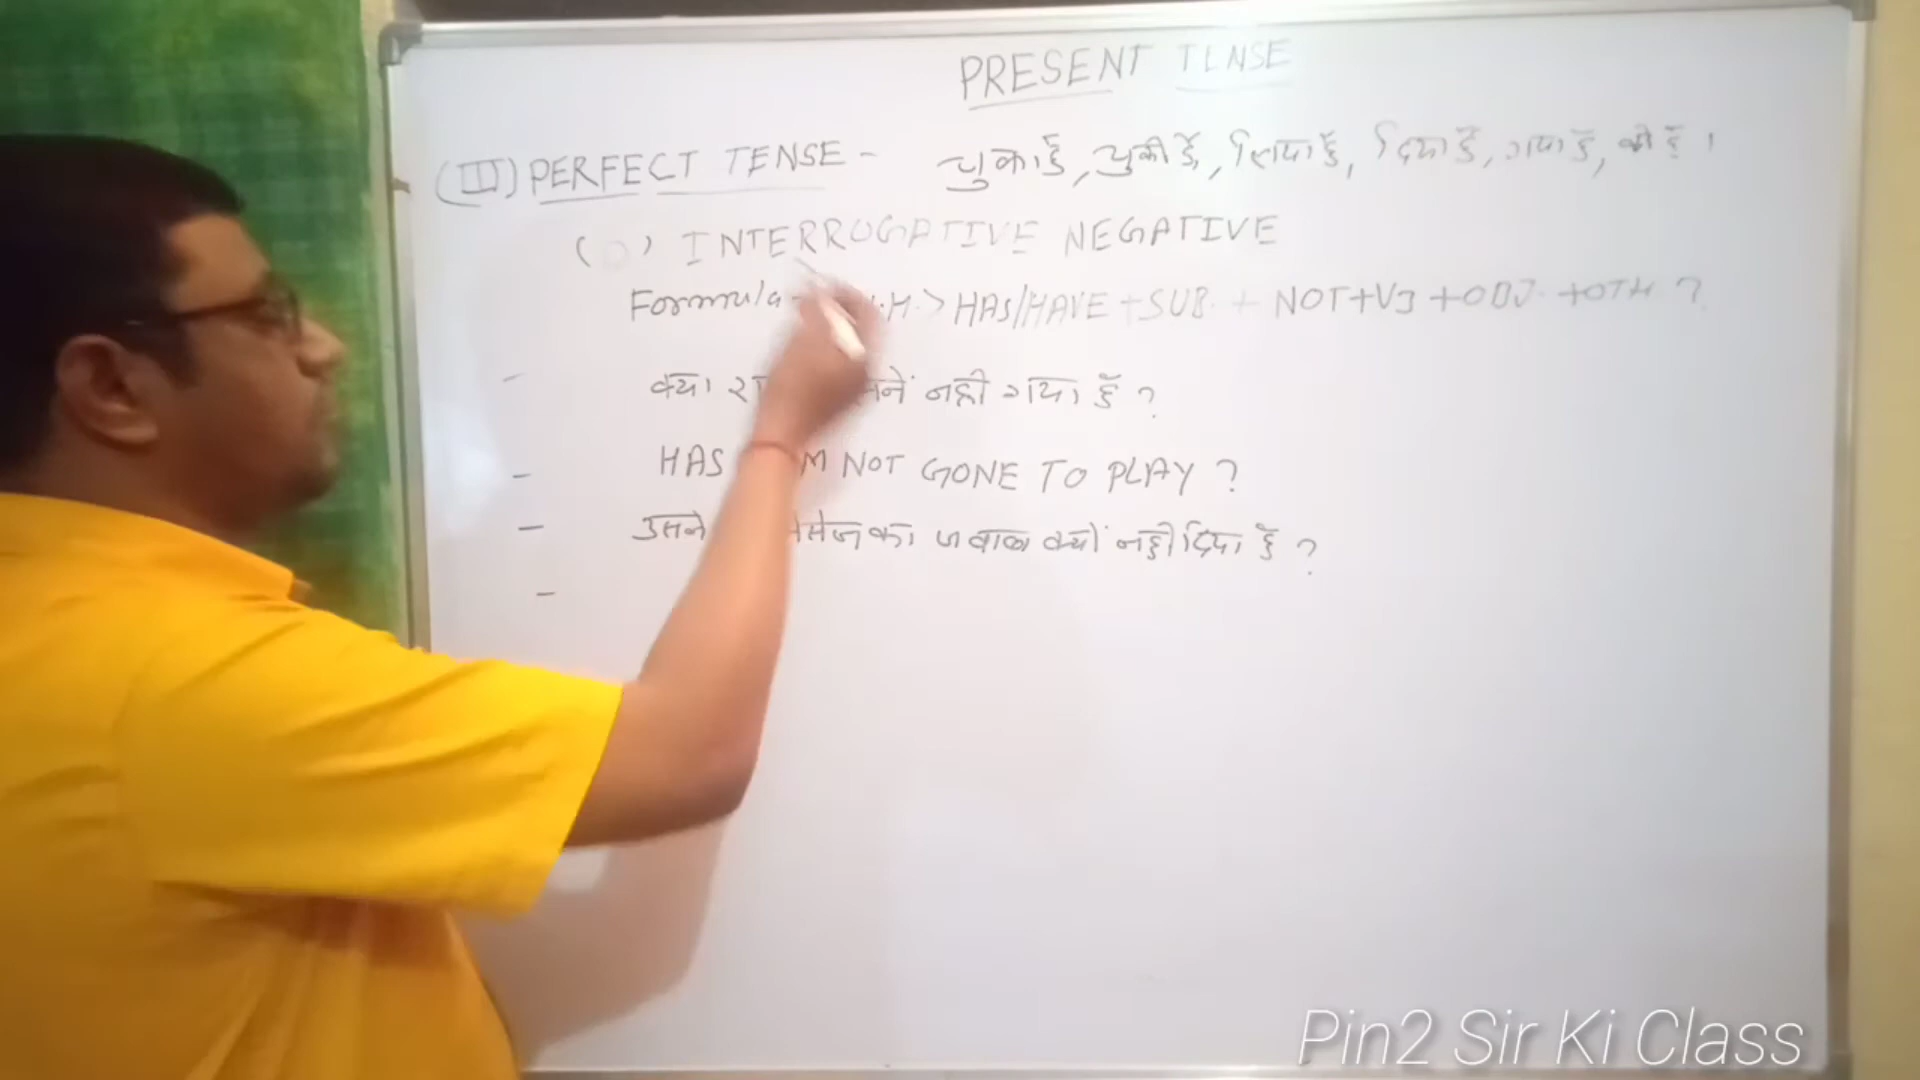 PRESENT TENSE
(III) PERFECT TENSE - चुका है, चुकी है, लिया है, दिया है, गया है, की है ।
( D ) INTERROGATIVE NEGATIVE
Formula - .H. > HAS/HAVE + SUB. + NOT + V3 + OBJ. + OTH ?
क्या नहीं गया है ?
HAS NOT GONE TO PLAY ?
उसने का जवाब क्यों नहीं दिया है ?
Pin2 Sir Ki Class